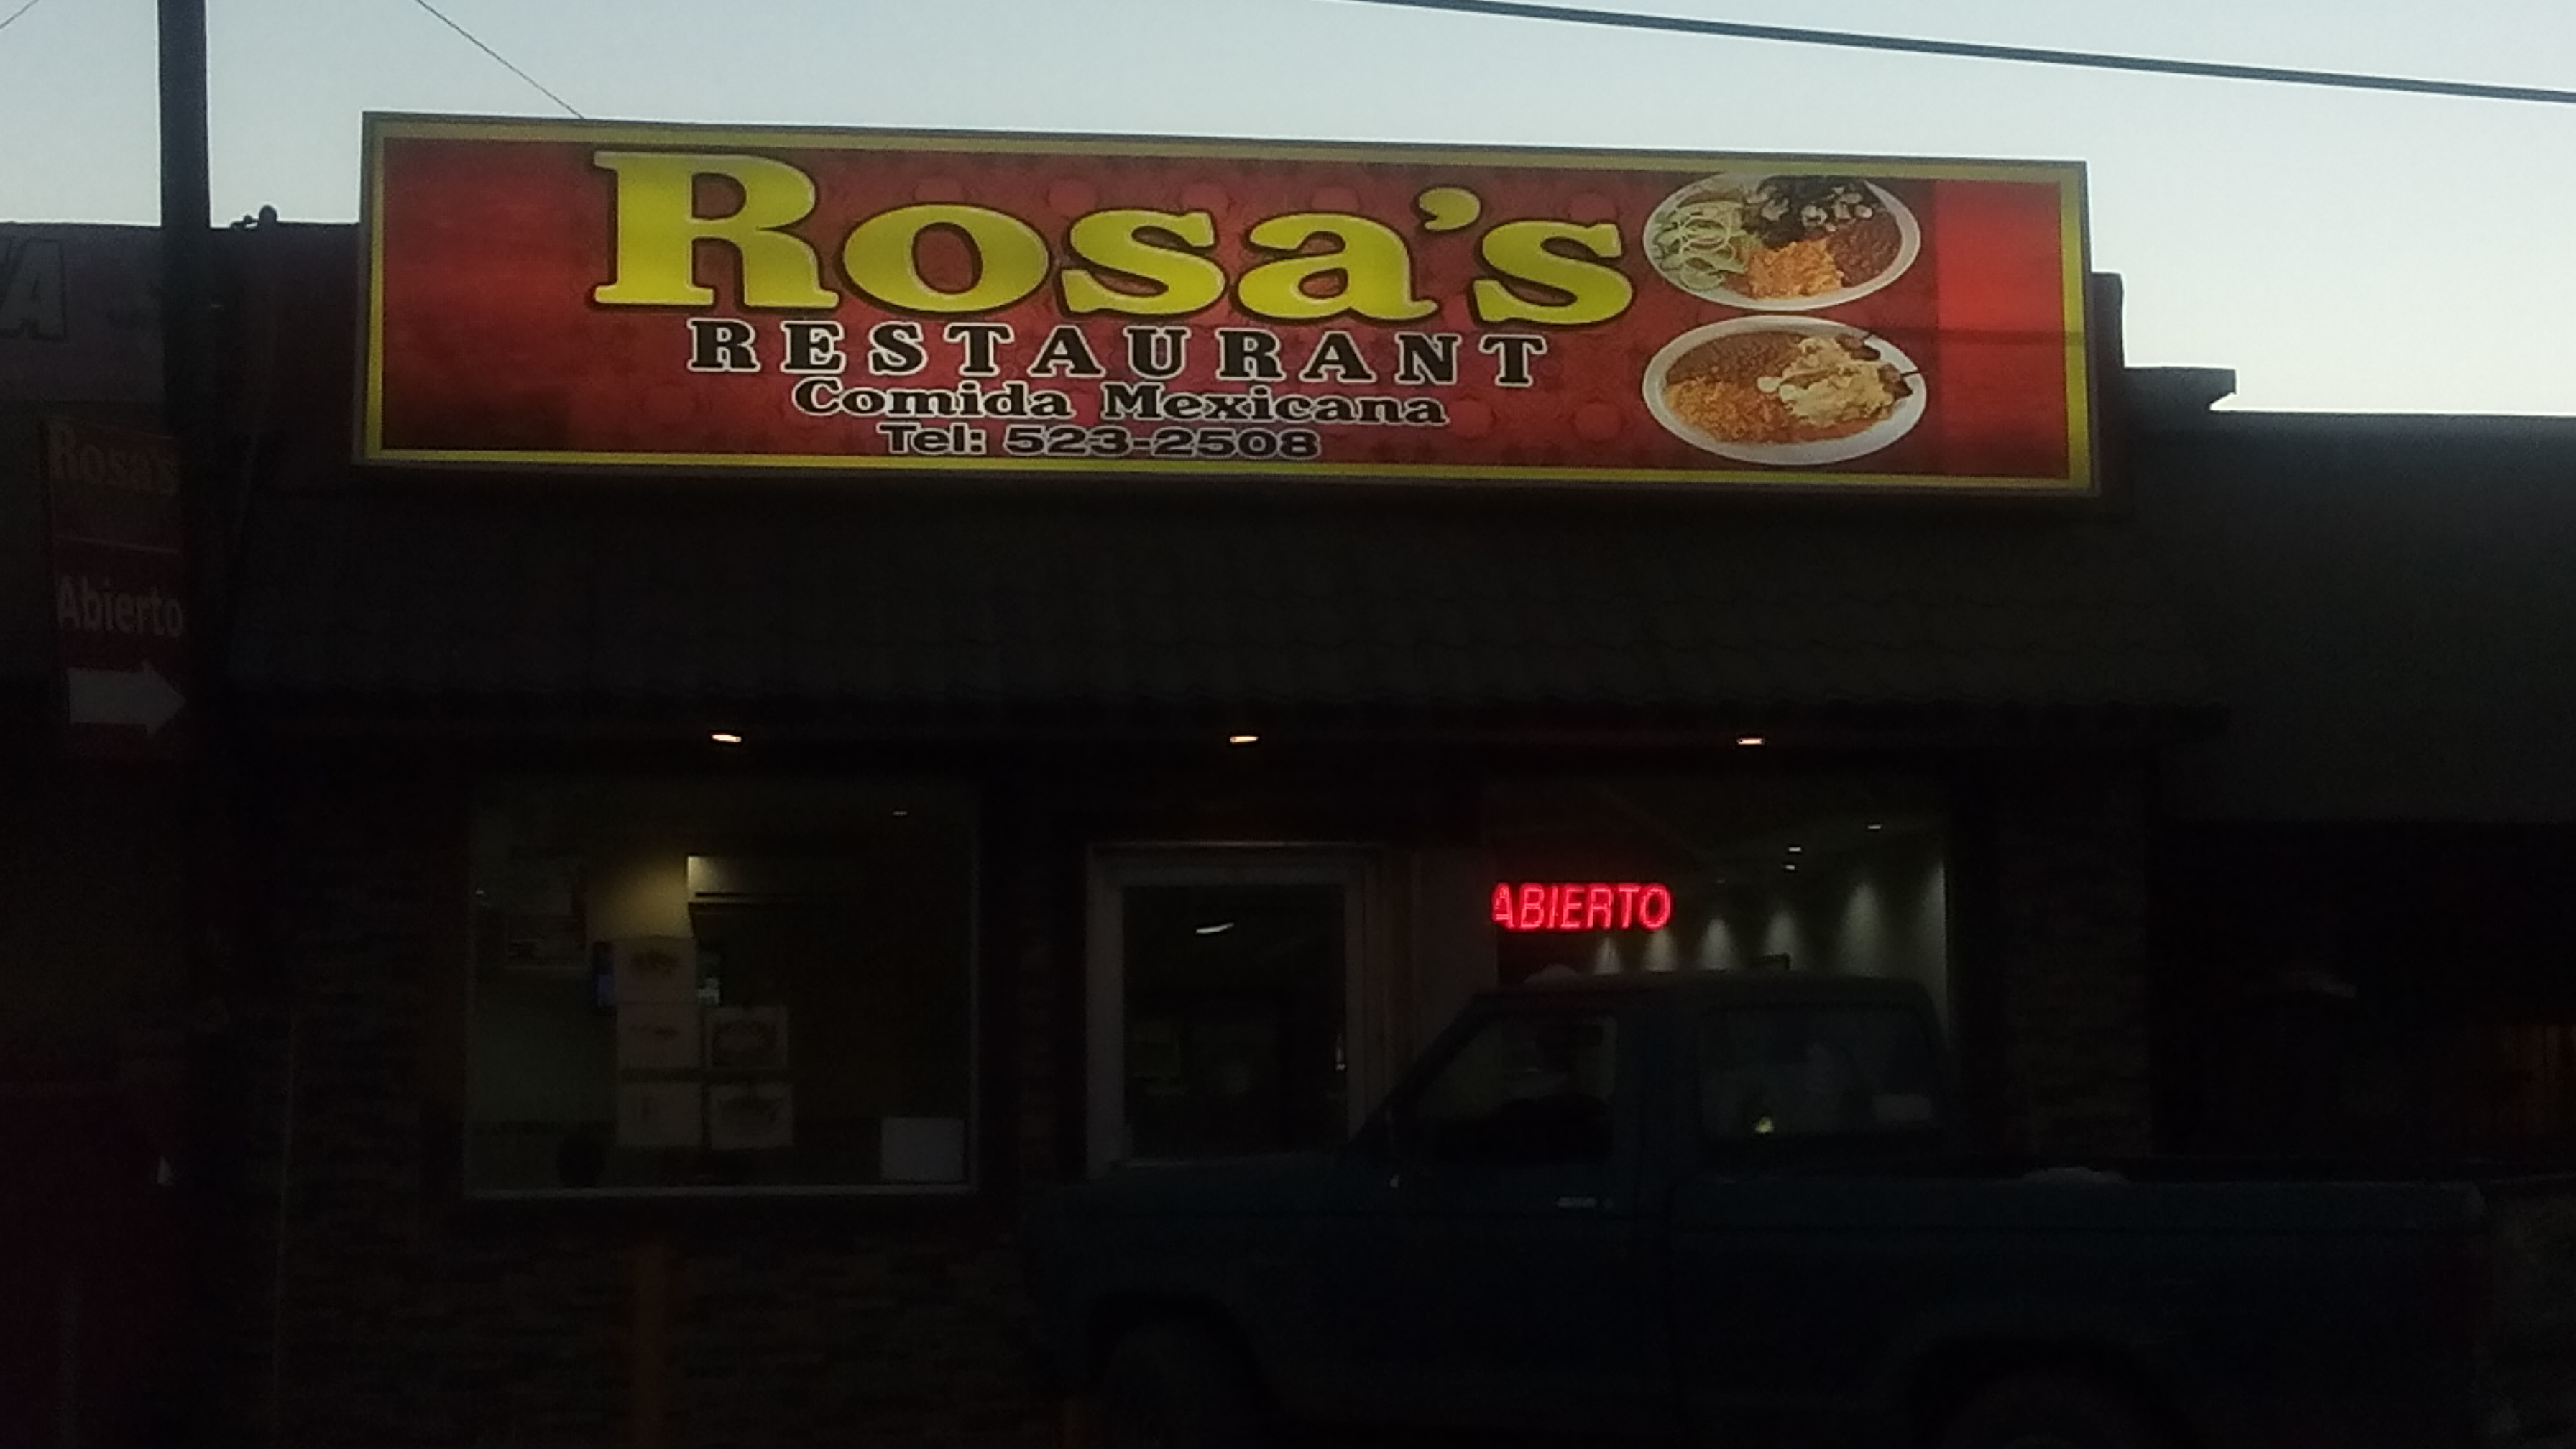 Rosa's
RESTAURANT
Comida Mexicana
Tel: 523-2508
Rosa's
Abierto
ABIERTO